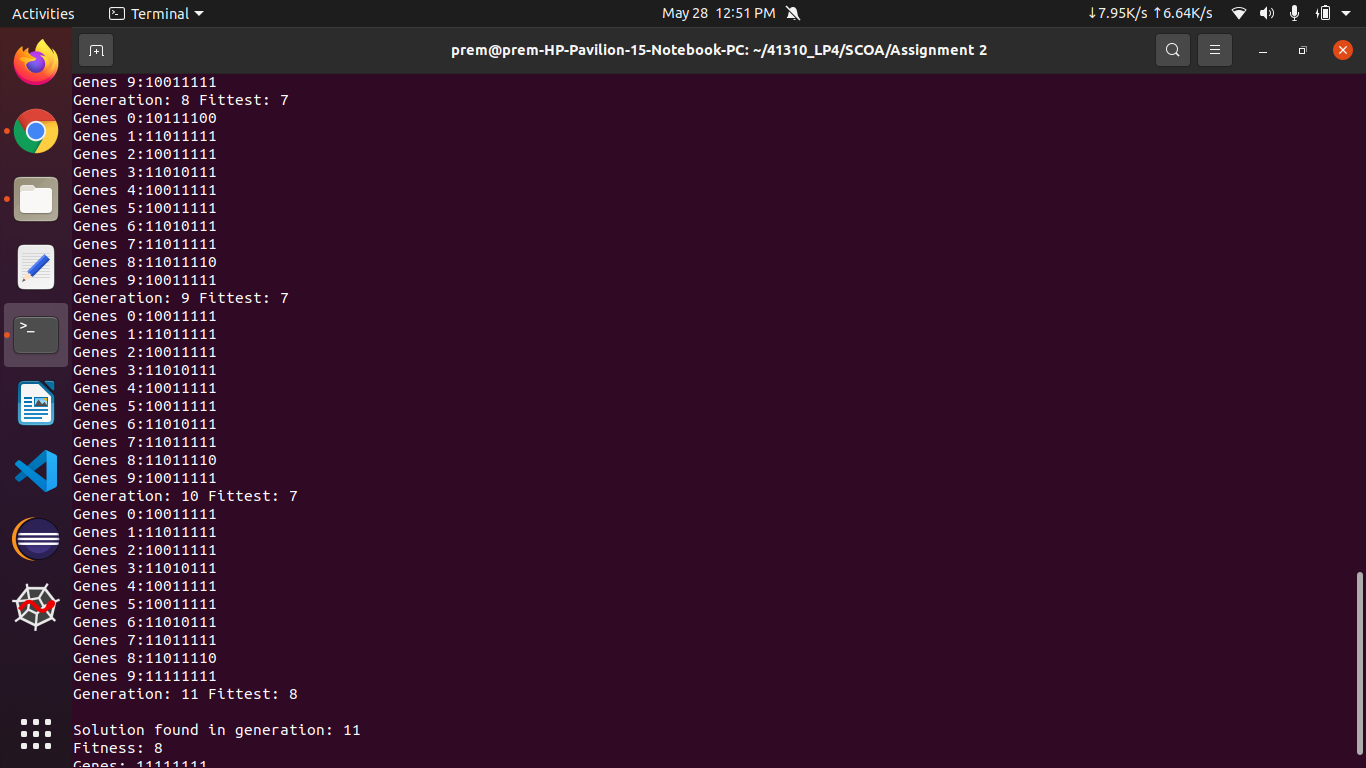 Activities Terminal May 28 12:51 PM ↓7.95K/s ↑6.64K/s
prem@prem-HP-Pavilion-15-Notebook-PC: ~/41310_LP4/SCOA/Assignment 2
>_
Genes 9:10011111
Generation: 8 Fittest: 7
Genes 0:10111100
Genes 1:11011111
Genes 2:10011111
Genes 3:11010111
Genes 4:10011111
Genes 5:10011111
Genes 6:11010111
Genes 7:11011111
Genes 8:11011110
Genes 9:10011111
Generation: 9 Fittest: 7
Genes 0:10011111
Genes 1:11011111
Genes 2:10011111
Genes 3:11010111
Genes 4:10011111
Genes 5:10011111
Genes 6:11010111
Genes 7:11011111
Genes 8:11011110
Genes 9:10011111
Generation: 10 Fittest: 7
Genes 0:10011111
Genes 1:11011111
Genes 2:10011111
Genes 3:11010111
Genes 4:10011111
Genes 5:10011111
Genes 6:11010111
Genes 7:11011111
Genes 8:11011110
Genes 9:11111111
Generation: 11 Fittest: 8
Solution found in generation: 11
Fitness: 8
Genes: 11111111